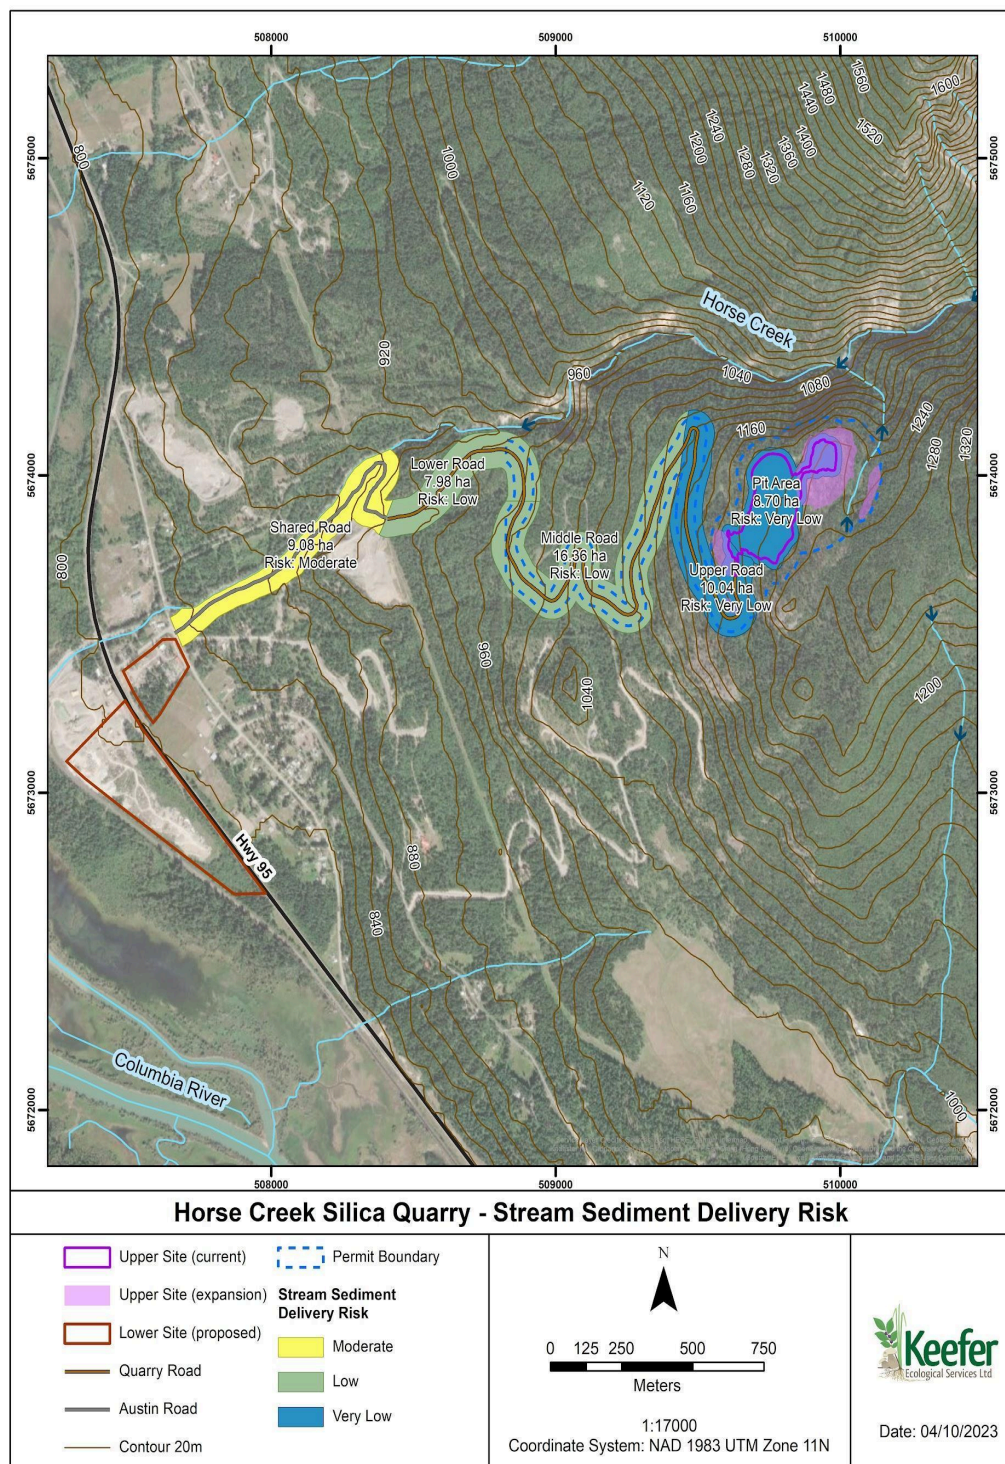 508000
509000
510000
5675000
5674000
5673000
5672000
5675000
5674000
5673000
5672000
800
1000
1240
1200
1280
1320
1360
1400
1440
1480
1560
1600
1520
1120
1160
920
Horse Creek
960
1040
1080
1160
1240
1280
1320
Lower Road
7.98 ha
Risk: Low
Pit Area
8.70 ha
Risk: Very Low
Shared Road
9.08 ha
Risk: Moderate
Middle Road
16.36 ha
Risk: Low
Upper Road
10.04 ha
Risk: Very Low
800
960
1040
1200
Hwy 95
880
840
Columbia River
1000
508000
509000
510000
Horse Creek Silica Quarry - Stream Sediment Delivery Risk
Upper Site (current)
Upper Site (expansion)
Lower Site (proposed)
Quarry Road
Austin Road
Contour 20m
Permit Boundary
Stream Sediment
Delivery Risk
Moderate
Low
Very Low
N
0 125 250 500 750
Meters
1:17000
Coordinate System: NAD 1983 UTM Zone 11N
Keefer
Ecological Services Ltd
Date: 04/10/2023